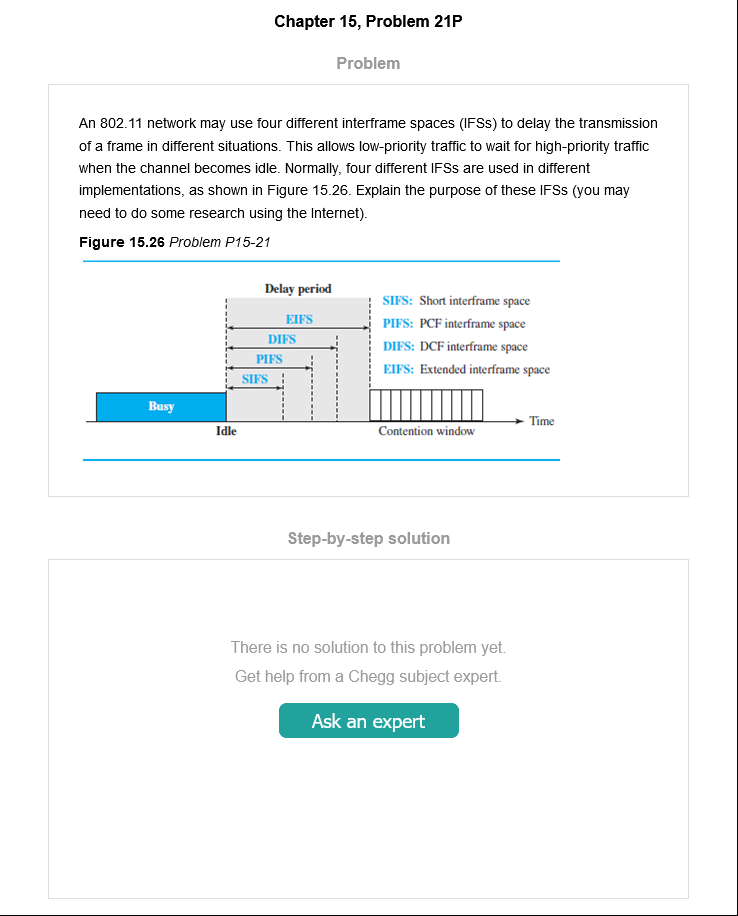 Chapter 15, Problem 21P
Problem
An 802.11 network may use four different interframe spaces (IFSs) to delay the transmission
of a frame in different situations. This allows low-priority traffic to wait for high-priority traffic
when the channel becomes idle. Normally, four different IFSs are used in different
implementations, as shown in Figure 15.26. Explain the purpose of these IFSs (you may
need to do some research using the Internet).
Figure 15.26 Problem P15-21
Delay period
SIFS: Short interframe space
EIFS
PIFS: PCF interframe space
DIFS
DIFS: DCF interframe space
PIFS
EIFS: Extended interframe space
SIFS
Busy
Time
Idle
Contention window
Step-by-step solution
There is no solution to this problem yet.
Get help from a Chegg subject expert.
Ask an expert